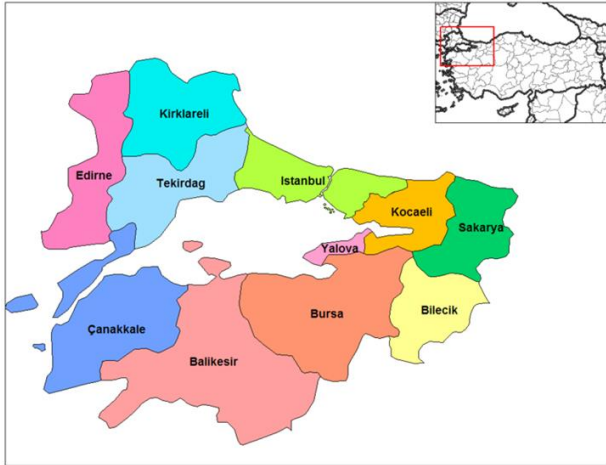 Kirklareli
Edirne
Tekirdag
Istanbul
Kocaeli
Sakarya
Yalova
Çanakkale
Bursa
Bilecik
Balikesir